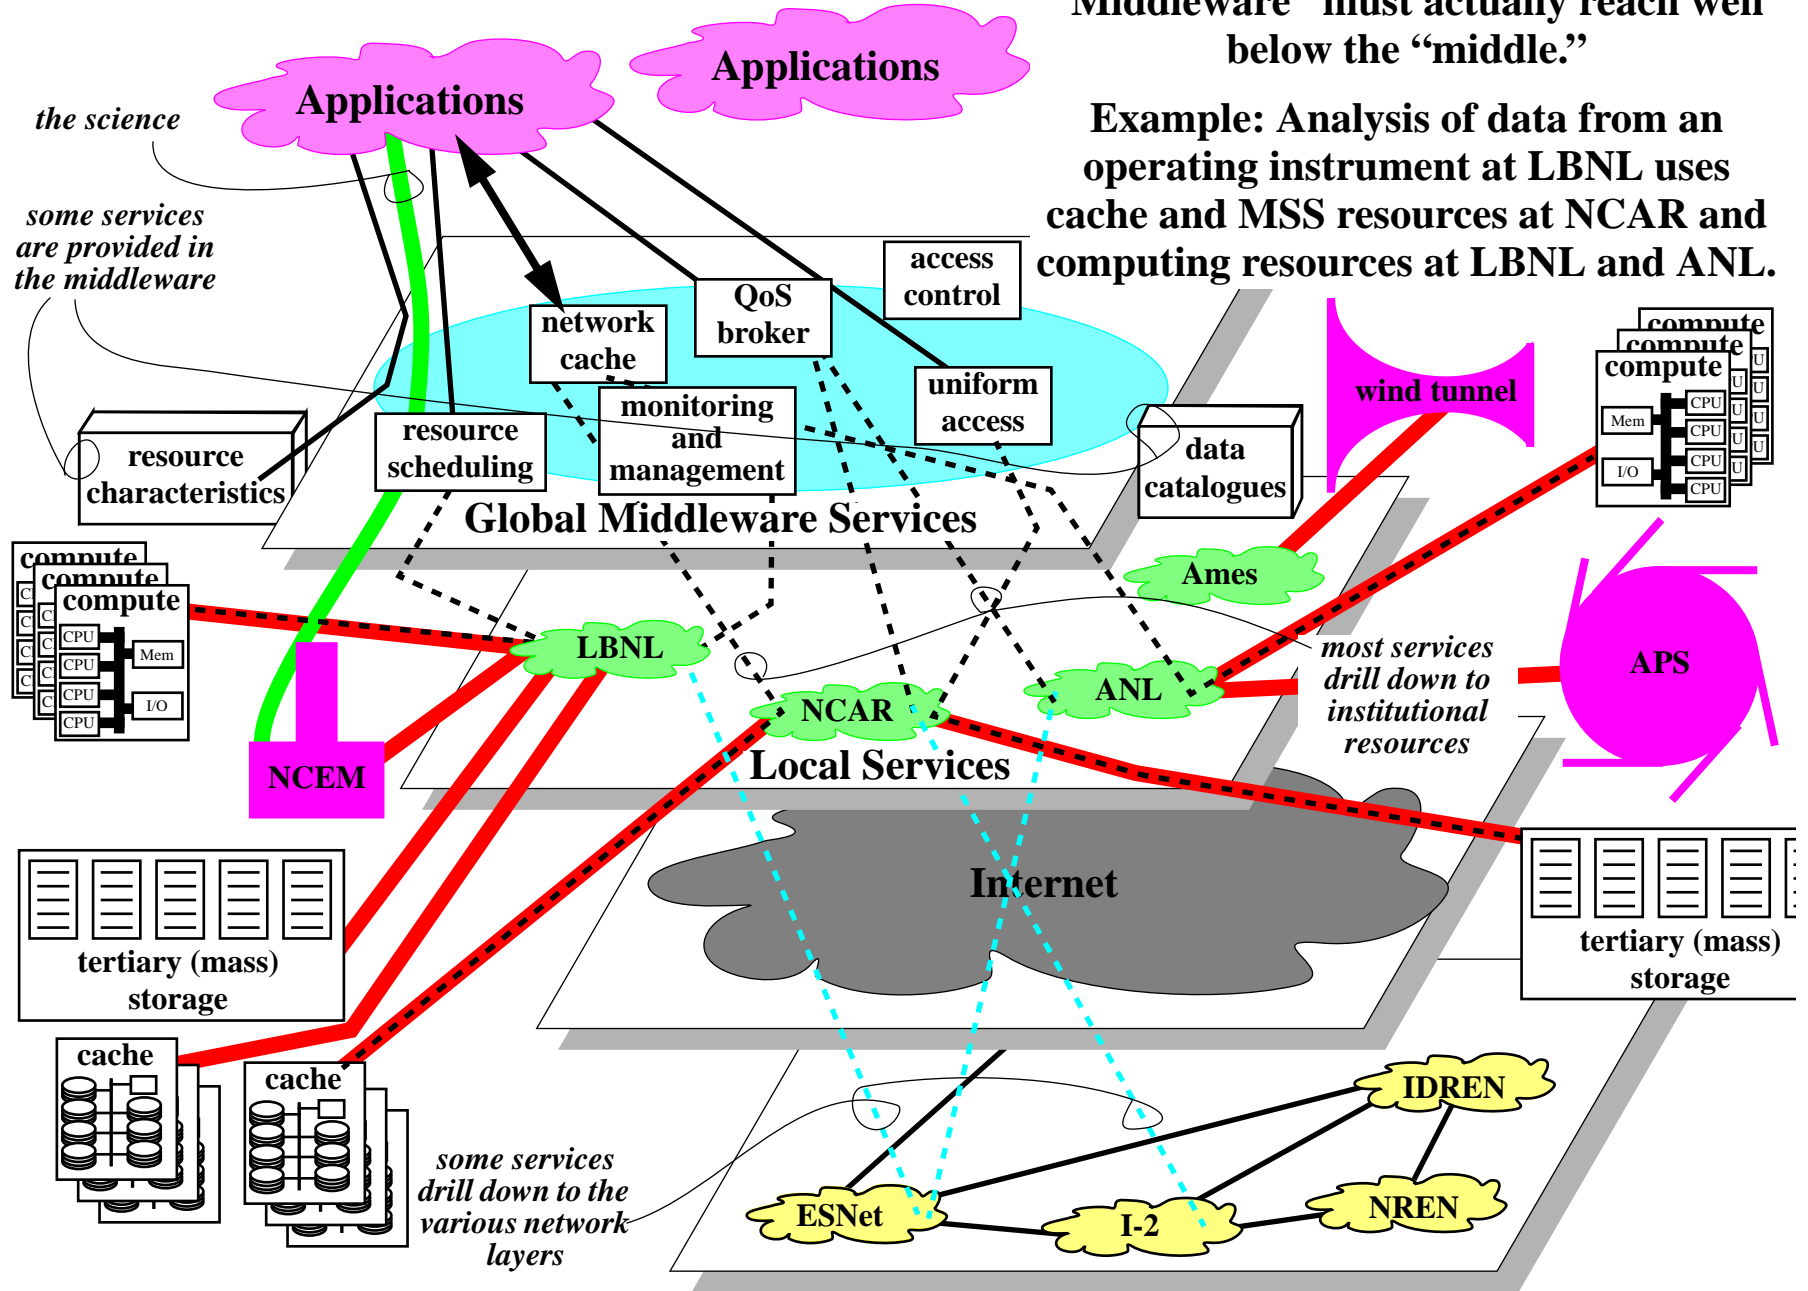 Middleware" must actually reach well
below the “middle.”
Example: Analysis of data from an
operating instrument at LBNL uses
cache and MSS resources at NCAR and
computing resources at LBNL and ANL.
Applications
Applications
the science
some services
are provided in
the middleware
access
control
QoS
broker
network
cache
uniform
access
monitoring
and
management
resource
scheduling
resource
characteristics
data
catalogues
Global Middleware Services
wind tunnel
compute
compute
compute
Mem
I/O
CPU
CPU
CPU
CPU
compute
compute
compute
CPU
CPU
CPU
CPU
Mem
I/O
Ames
LBNL
NCAR
ANL
APS
NCEM
most services
drill down to
institutional
resources
Local Services
Internet
tertiary (mass)
storage
tertiary (mass)
storage
cache
cache
some services
drill down to the
various network
layers
IDREN
ESNet
I-2
NREN